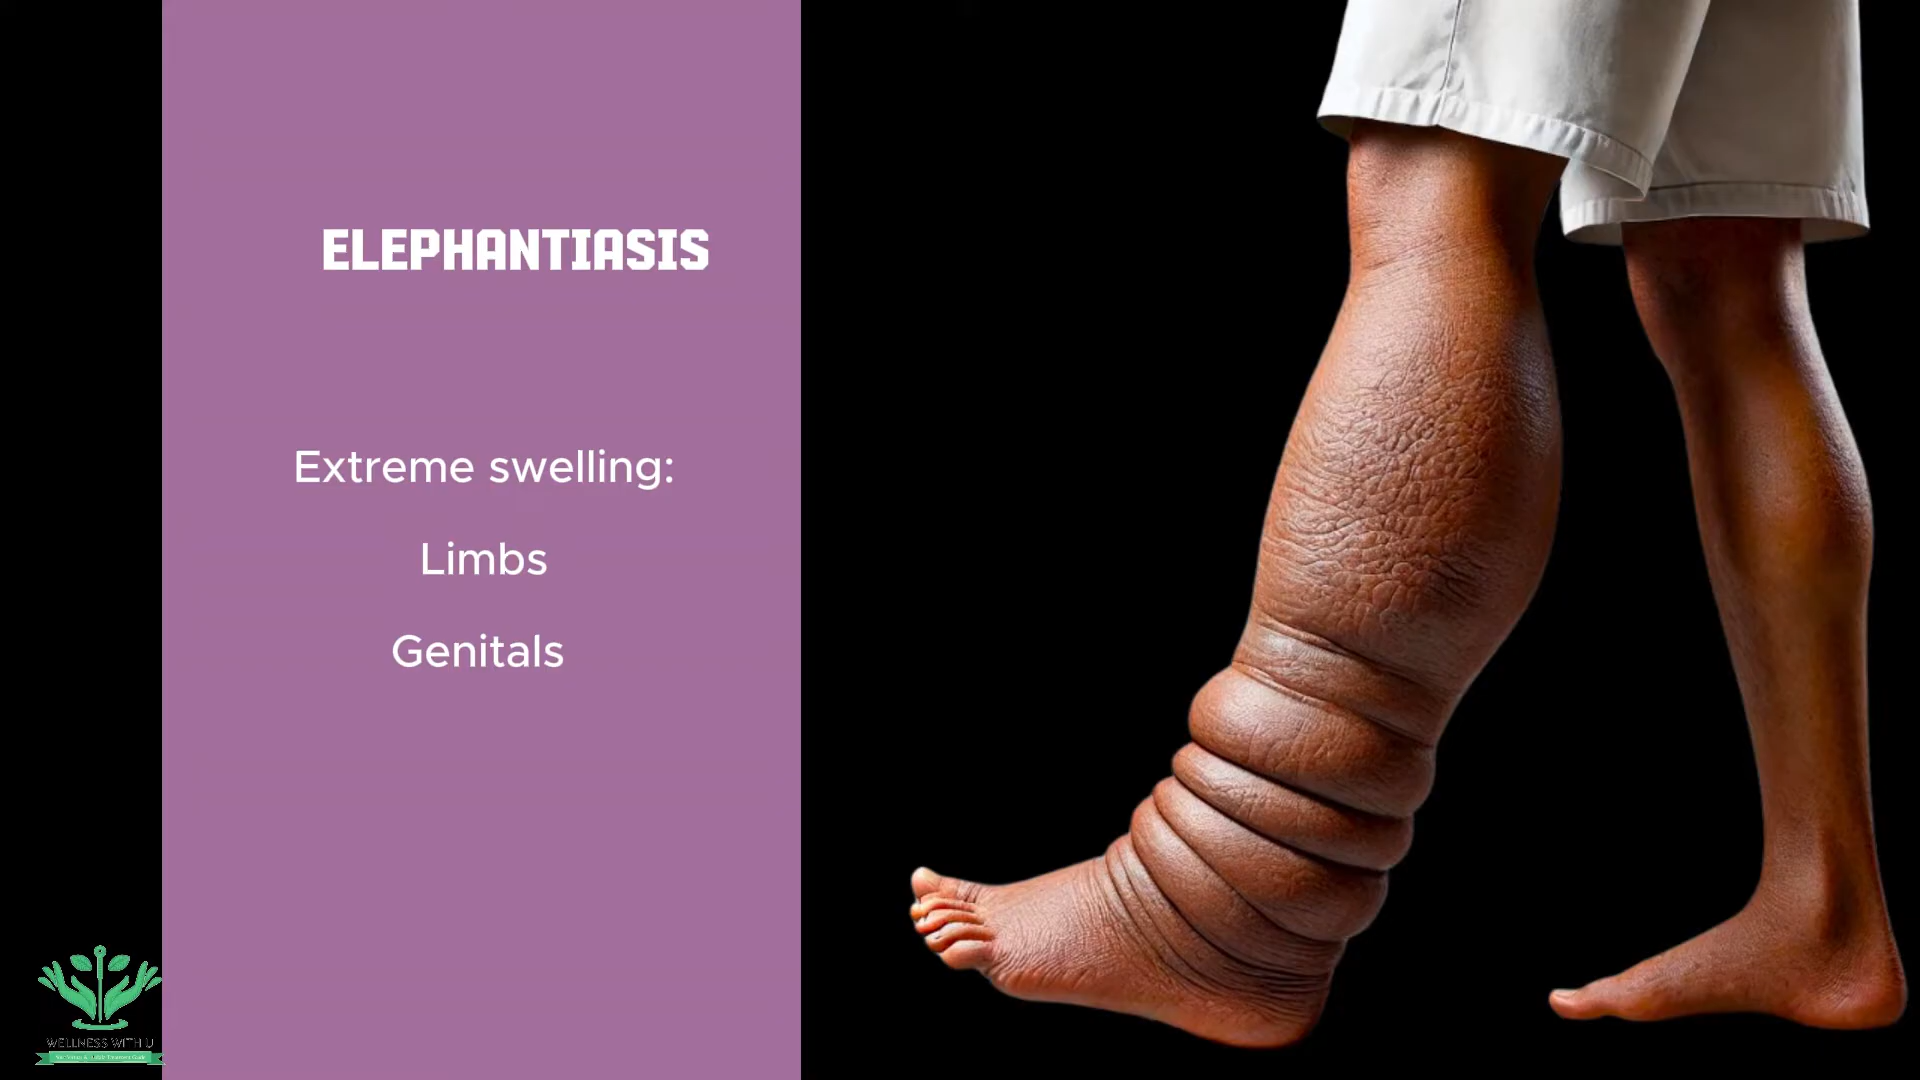 ELEPHANTIASIS
Extreme swelling:
Limbs
Genitals
WELLNESS WITH U